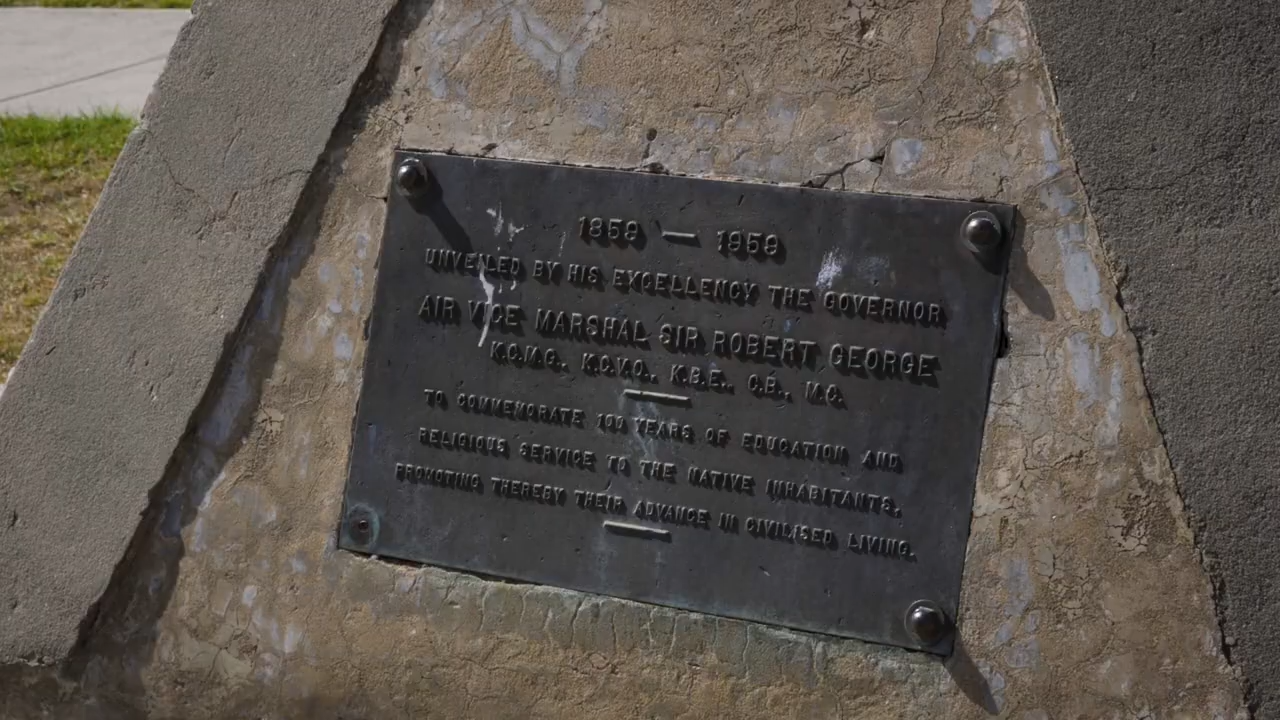 1859 — 1959
UNVEILED BY HIS EXCELLENCY THE GOVERNOR
AIR VICE MARSHAL SIR ROBERT GEORGE
K.C.M.G., K.C.V.O., K.B.E., C.B., M.C.
TO COMMEMORATE 100 YEARS OF EDUCATION AND
RELIGIOUS SERVICE TO THE NATIVE INHABITANTS,
PROMOTING THEREBY THEIR ADVANCE IN CIVILISED LIVING.